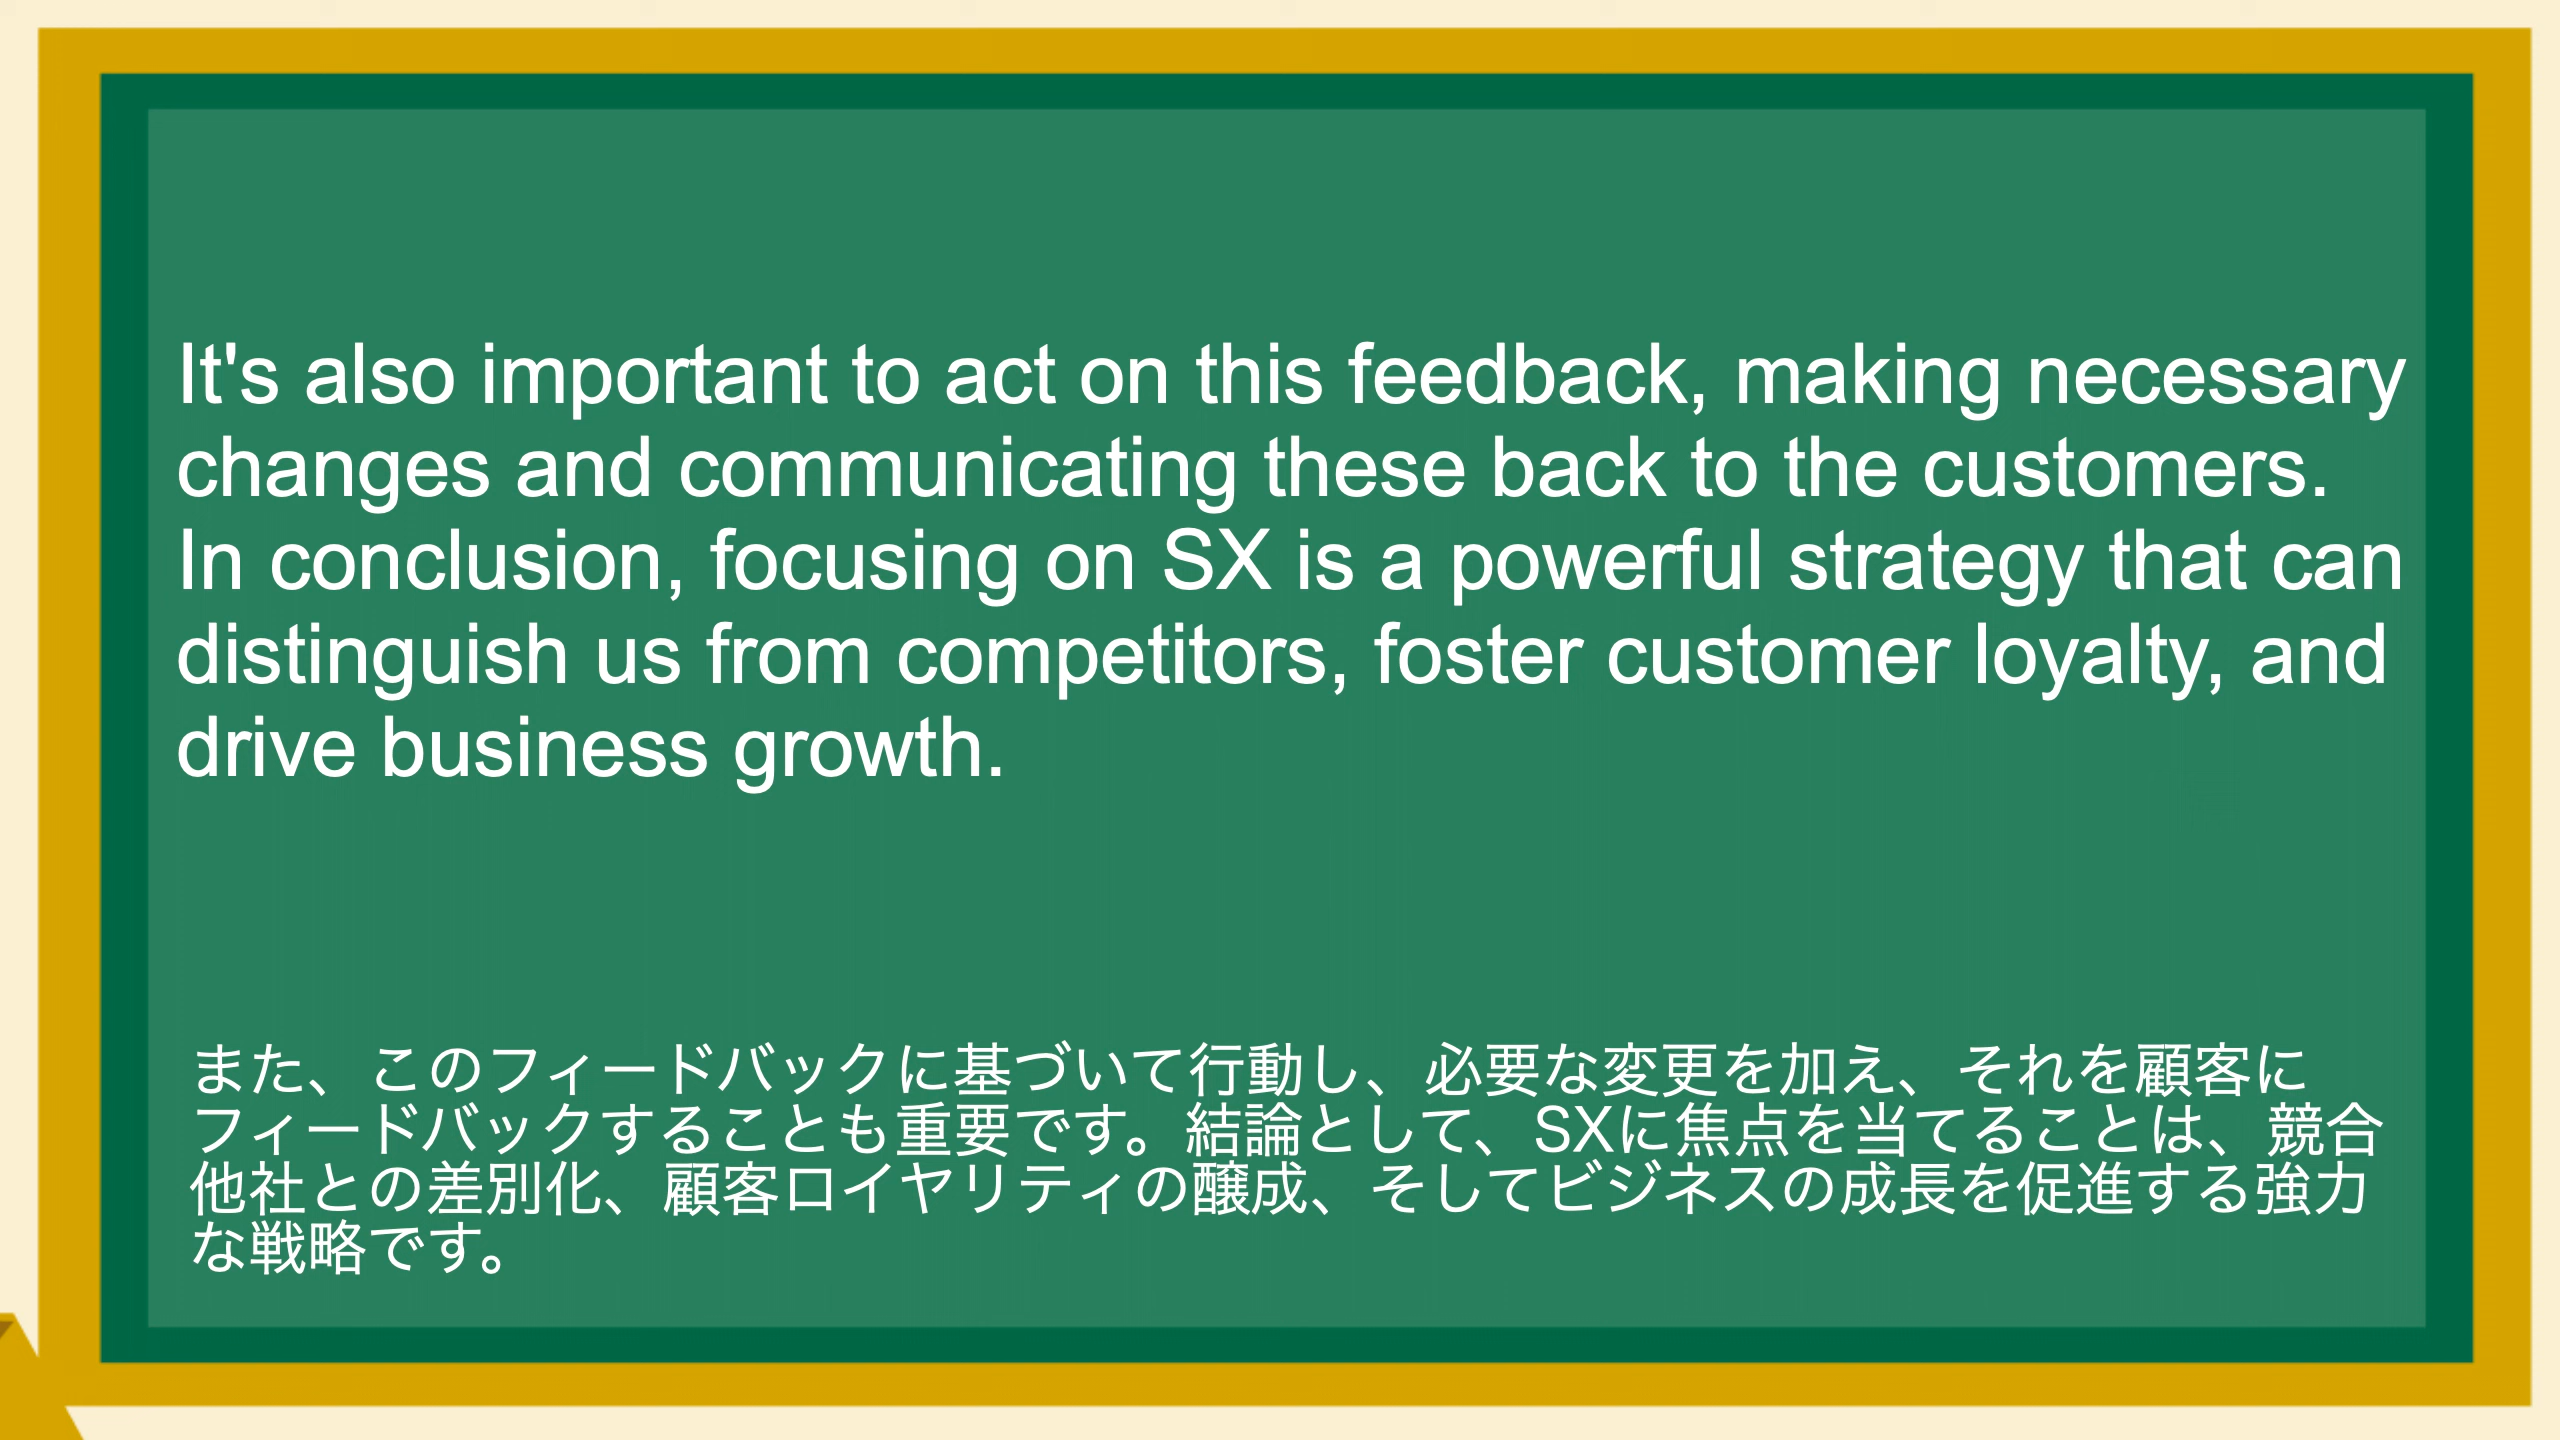 It's also important to act on this feedback, making necessary
changes and communicating these back to the customers.
In conclusion, focusing on SX is a powerful strategy that can
distinguish us from competitors, foster customer loyalty, and
drive business growth.
また、このフィードバックに基づいて行動し、必要な変更を加え、それを顧客に
フィードバックすることも重要です。結論として、SXに焦点を当てることは、競合
他社との差別化、顧客ロイヤリティの醸成、そしてビジネスの成長を促進する強力
な戦略です。